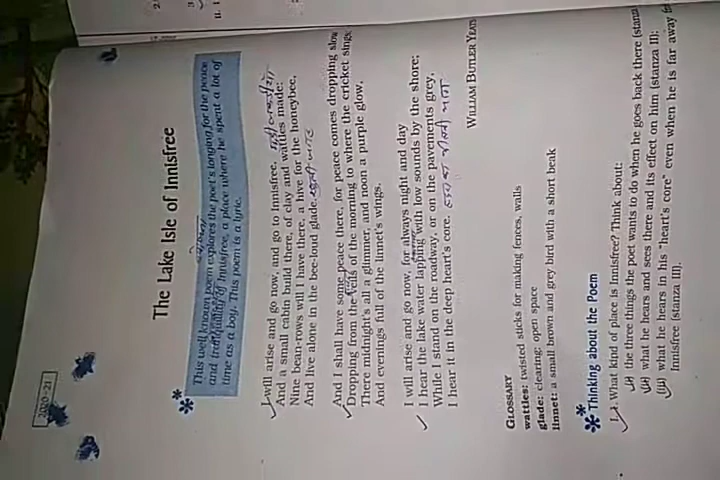 2020-21
The Lake Isle of Innisfree
This well known poem explores the poet's longing for the peace
and tranquillity of Innisfree, a place where he spent a lot of
time as a boy. This poem is a lyric.
I will arise and go now, and go to Innisfree,
And a small cabin build there, of clay and wattles made:
Nine bean-rows will I have there, a hive for the honeybee,
And live alone in the bee-loud glade.
And I shall have some peace there, for peace comes dropping slow
Dropping from the veils of the morning to where the cricket sings;
There midnight's all a glimmer, and noon a purple glow,
And evenings full of the linnet's wings.
I will arise and go now, for always night and day
I hear the lake water lapping with low sounds by the shore;
While I stand on the roadway, or on the pavements grey,
I hear it in the deep heart's core.
WILLIAM BUTLER YEATS
GLOSSARY
wattles: twisted sticks for making fences, walls
glade: clearing; open space
linnet: a small brown and grey bird with a short beak
Thinking about the Poem
I. 1. What kind of place is Innisfree? Think about:
(i) the three things the poet wants to do when he goes back there (stanza
(ii) what he hears and sees there and its effect on him (stanza II);
(iii) what he hears in his "heart's core" even when he is far away
Innisfree (stanza III).